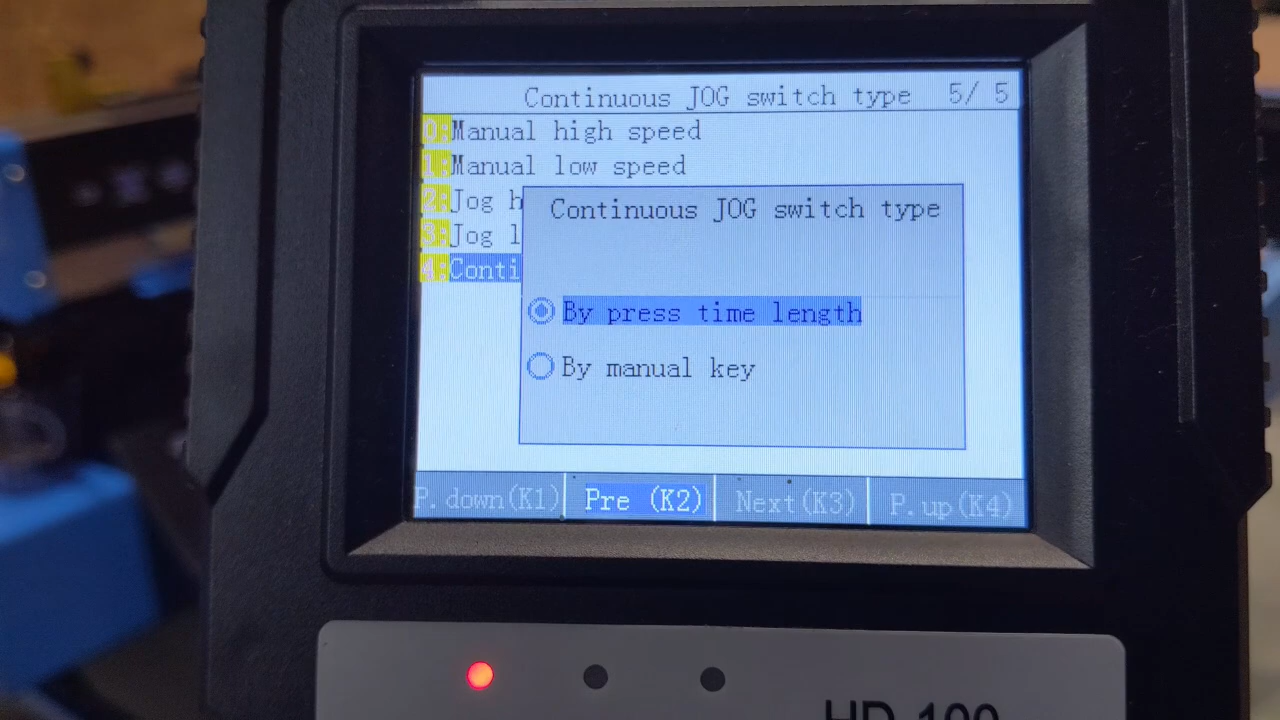 Continuous JOG switch type 5/ 5
0:Manual high speed
1:Manual low speed
2:Jog h
3:Jog l
4:Conti
Continuous JOG switch type
By press time length
By manual key
P.down(K1) Pre (K2) Next(K3) P.up(K4)
HD-100